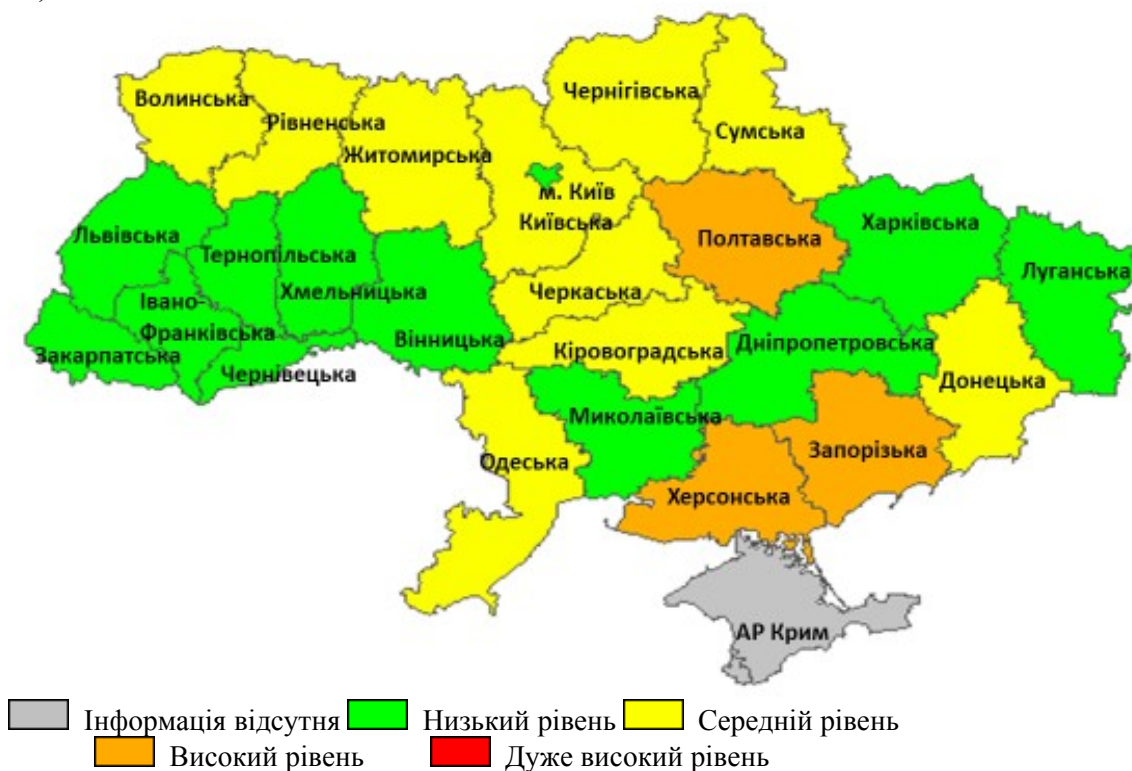 Чернігівська
Волинська
Рівненська
Сумська
Житомирська
м. Київ
Київська
Харківська
Львівська
Полтавська
Тернопільська
Луганська
Хмельницька
Черкаська
Івано-
Франківська
Вінницька
Кіровоградська
Дніпропетровська
Закарпатська
Чернівецька
Донецька
Миколаївська
Запорізька
Одеська
Херсонська
АР Крим
Інформація відсутня Низький рівень Середній рівень
Високий рівень Дуже високий рівень